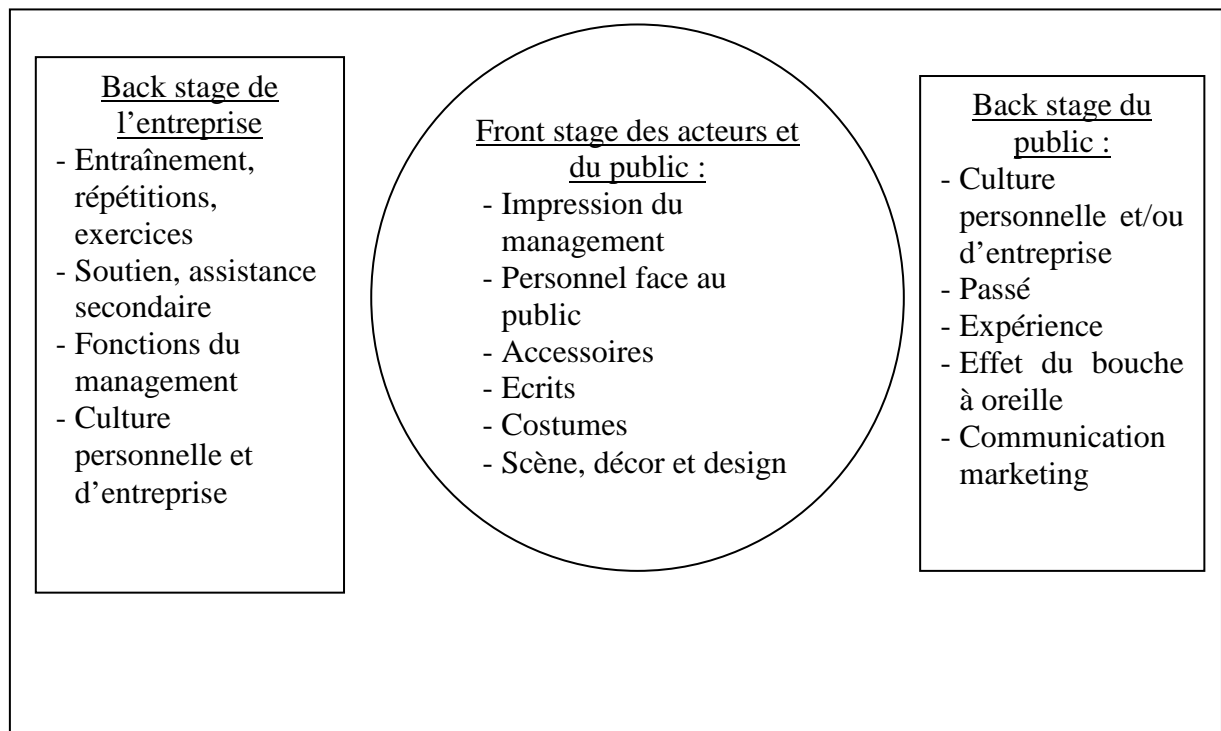 Back stage de
l’entreprise
- Entraînement,
répétitions,
exercices
- Soutien, assistance
secondaire
- Fonctions du
management
- Culture
personnelle et
d’entreprise
Front stage des acteurs et
du public :
- Impression du
management
- Personnel face au
public
- Accessoires
- Ecrits
- Costumes
- Scène, décor et design
Back stage du
public :
- Culture
personnelle et/ou
d’entreprise
- Passé
- Expérience
- Effet du bouche
à oreille
- Communication
marketing